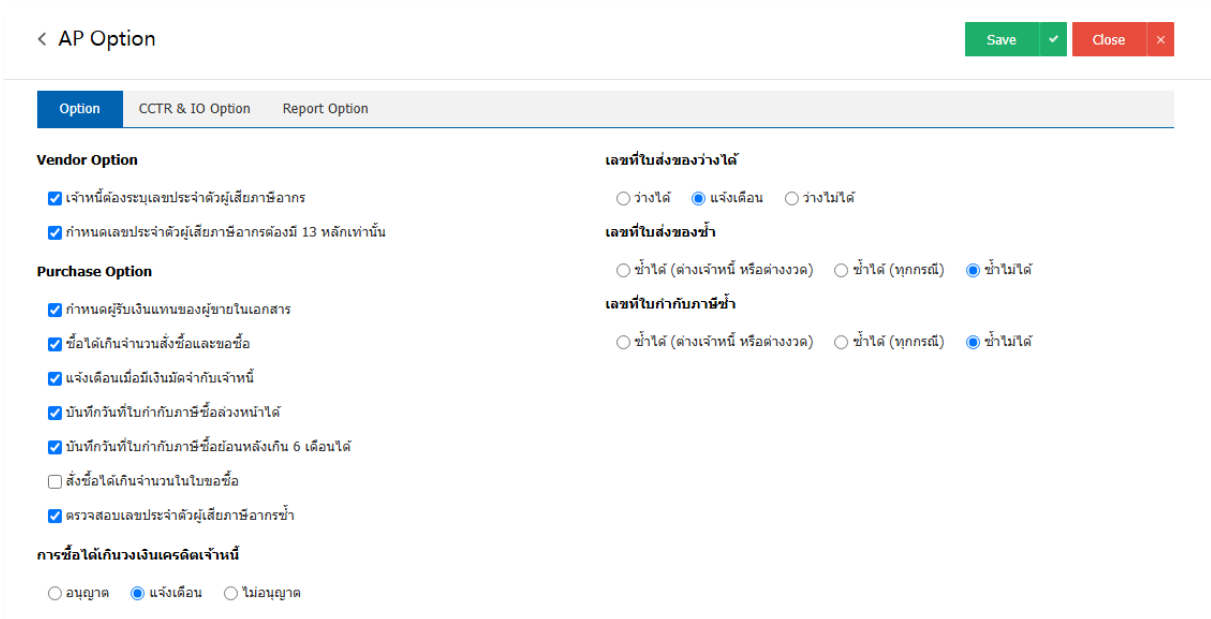 AP Option
Save
Close
Option
CCTR & IO Option
Report Option
Vendor Option
เจ้าหนี้ต้องระบุเลขประจำตัวผู้เสียภาษีอากร
กำหนดเลขประจำตัวผู้เสียภาษีอากรต้องมี 13 หลักเท่านั้น
Purchase Option
กำหนดผู้รับเงินแทนของผู้ขายในเอกสาร
ซื้อได้เกินจำนวนสั่งซื้อและขอซื้อ
แจ้งเตือนเมื่อมีเงินมัดจำกับเจ้าหนี้
บันทึกวันที่ใบกำกับภาษีซื้อล่วงหน้าได้
บันทึกวันที่ใบกำกับภาษีซื้อย้อนหลังเกิน 6 เดือนได้
สั่งซื้อได้เกินจำนวนในใบขอซื้อ
ตรวจสอบเลขประจำตัวผู้เสียภาษีอากรซ้ำ
การซื้อได้เกินวงเงินเครดิตเจ้าหนี้
อนุญาต แจ้งเตือน ไม่อนุญาต
เลขที่ใบส่งของว่างได้
ว่างได้ แจ้งเตือน ว่างไม่ได้
เลขที่ใบส่งของซ้ำ
ซ้ำได้ (ต่างเจ้าหนี้ หรือต่างงวด) ซ้ำได้ (ทุกกรณี) ซ้ำไม่ได้
เลขที่ใบกำกับภาษีซ้ำ
ซ้ำได้ (ต่างเจ้าหนี้ หรือต่างงวด) ซ้ำได้ (ทุกกรณี) ซ้ำไม่ได้